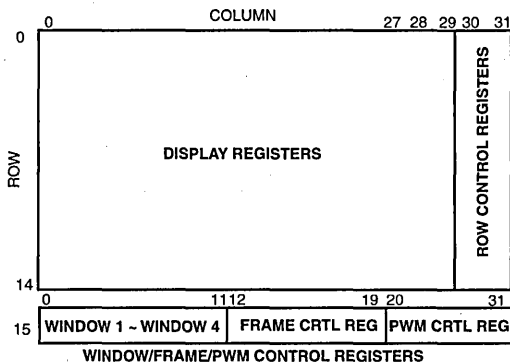 COLUMN
0 27 28 29 30 31
0
ROW CONTROL REGISTERS
DISPLAY REGISTERS
ROW
14
0 11 12 19 20 31
15 WINDOW 1 ~ WINDOW 4 FRAME CRTL REG PWM CRTL REG
WINDOW/FRAME/PWM CONTROL REGISTERS